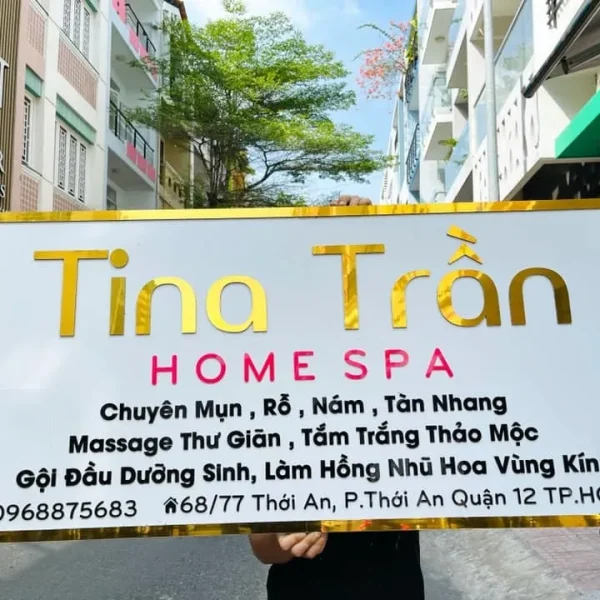 Tina Trần
HOME SPA
Chuyên Mụn , Rỗ , Nám , Tàn Nhang
Massage Thư Giãn , Tắm Trắng Thảo Mộc
Gội Đầu Dưỡng Sinh, Làm Hồng Nhũ Hoa Vùng Kín
0968875683 68/77 Thới An, P.Thới An Quận 12 TP.HC